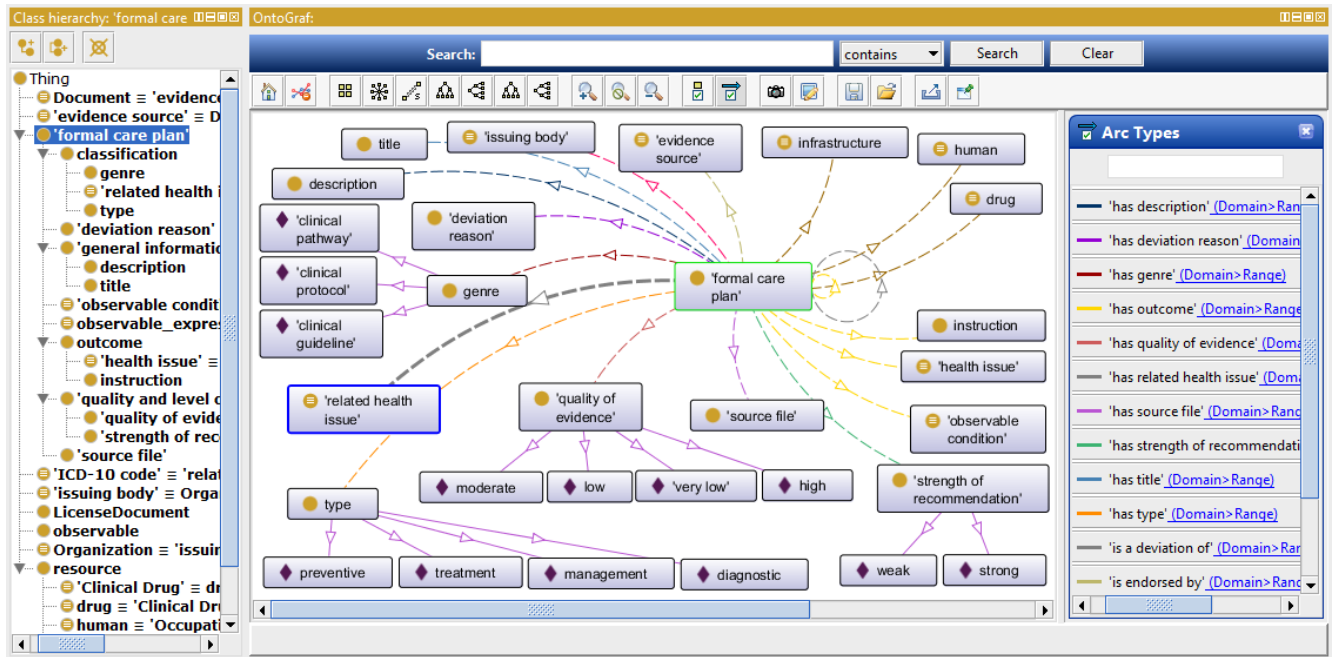 Class hierarchy: 'formal care
Thing
Document ≡ 'evidence
'evidence source' ≡ D
'formal care plan'
classification
genre
'related health i
type
'deviation reason'
'general informatio
description
title
'observable condit
observable_expres
outcome
'health issue' ≡
instruction
'quality and level o
'quality of evide
'strength of reco
'source file'
'ICD-10 code' ≡ 'relat
'issuing body' ≡ Orga
LicenseDocument
observable
Organization ≡ 'issuin
resource
'Clinical Drug' ≡ dr
drug ≡ 'Clinical Dru
human ≡ 'Occupati
OntoGraf:
Search:
contains
Search
Clear
title
'issuing body'
'evidence
source'
infrastructure
human
description
drug
'clinical
pathway'
'deviation
reason'
'clinical
protocol'
genre
'formal care
plan'
'clinical
guideline'
instruction
'health issue'
'related health
issue'
'quality of
evidence'
'source file'
'observable
condition'
moderate
low
'very low'
high
'strength of
recommendation'
type
preventive
treatment
management
diagnostic
weak
strong
Arc Types
'has description' (Domain>Ran
'has deviation reason' (Domain
'has genre' (Domain>Range)
'has outcome' (Domain>Range
'has quality of evidence' (Doma
'has related health issue' (Doma
'has source file' (Domain>Rang
'has strength of recommendati
'has title' (Domain>Range)
'has type' (Domain>Range)
'is a deviation of' (Domain>Ran
'is endorsed by' (Domain>Rang